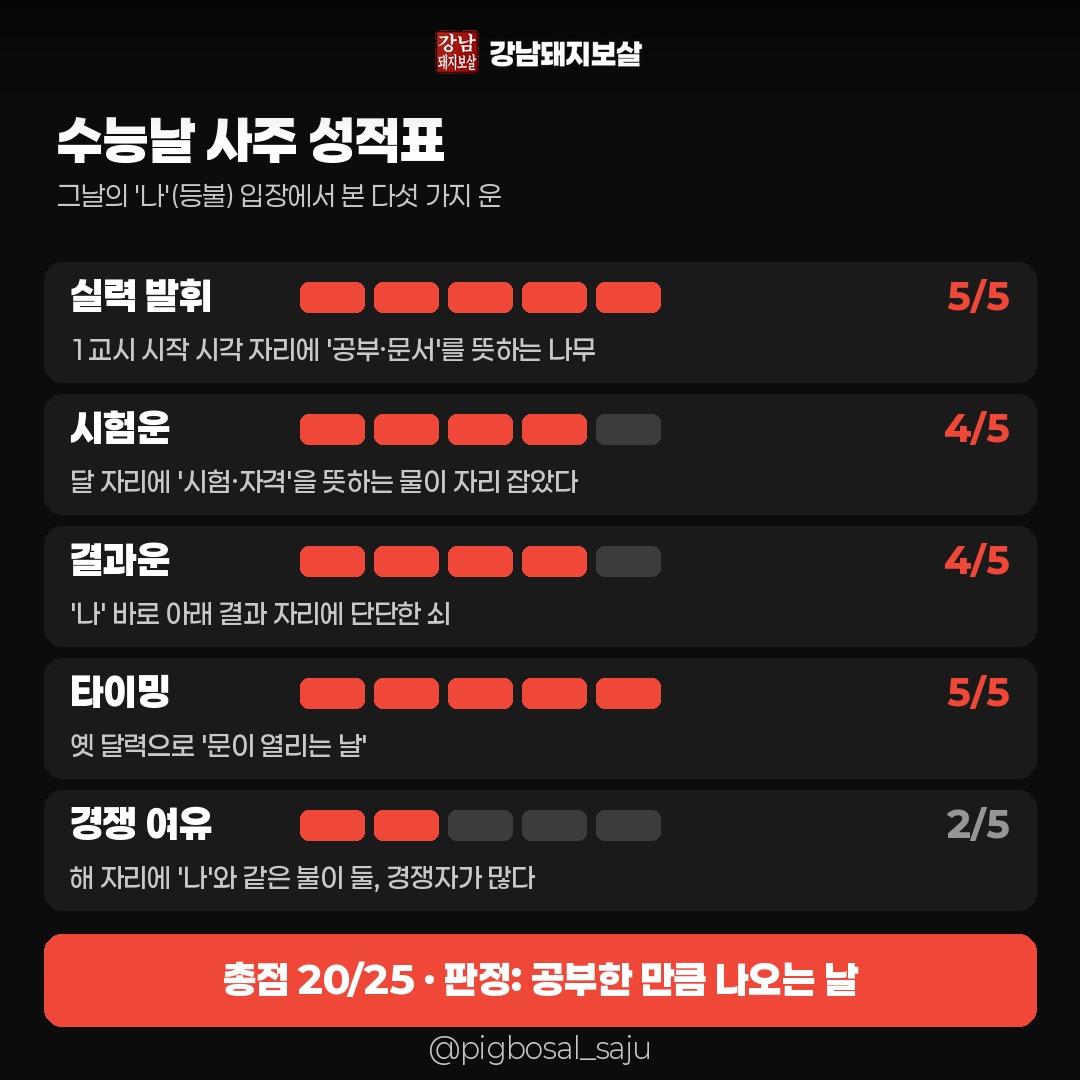 강남
돼지보살
강남돼지보살
수능날 사주 성적표
그날의 '나'(등불) 입장에서 본 다섯 가지 운
실력 발휘
5/5
1교시 시작 시각 자리에 '공부·문서'를 뜻하는 나무
시험운
4/5
달 자리에 '시험·자격'을 뜻하는 물이 자리 잡았다
결과운
4/5
'나' 바로 아래 결과 자리에 단단한 쇠
타이밍
5/5
옛 달력으로 '문이 열리는 날'
경쟁 여유
2/5
해 자리에 '나'와 같은 불이 둘, 경쟁자가 많다
총점 20/25 · 판정: 공부한 만큼 나오는 날
@pigbosal_saju